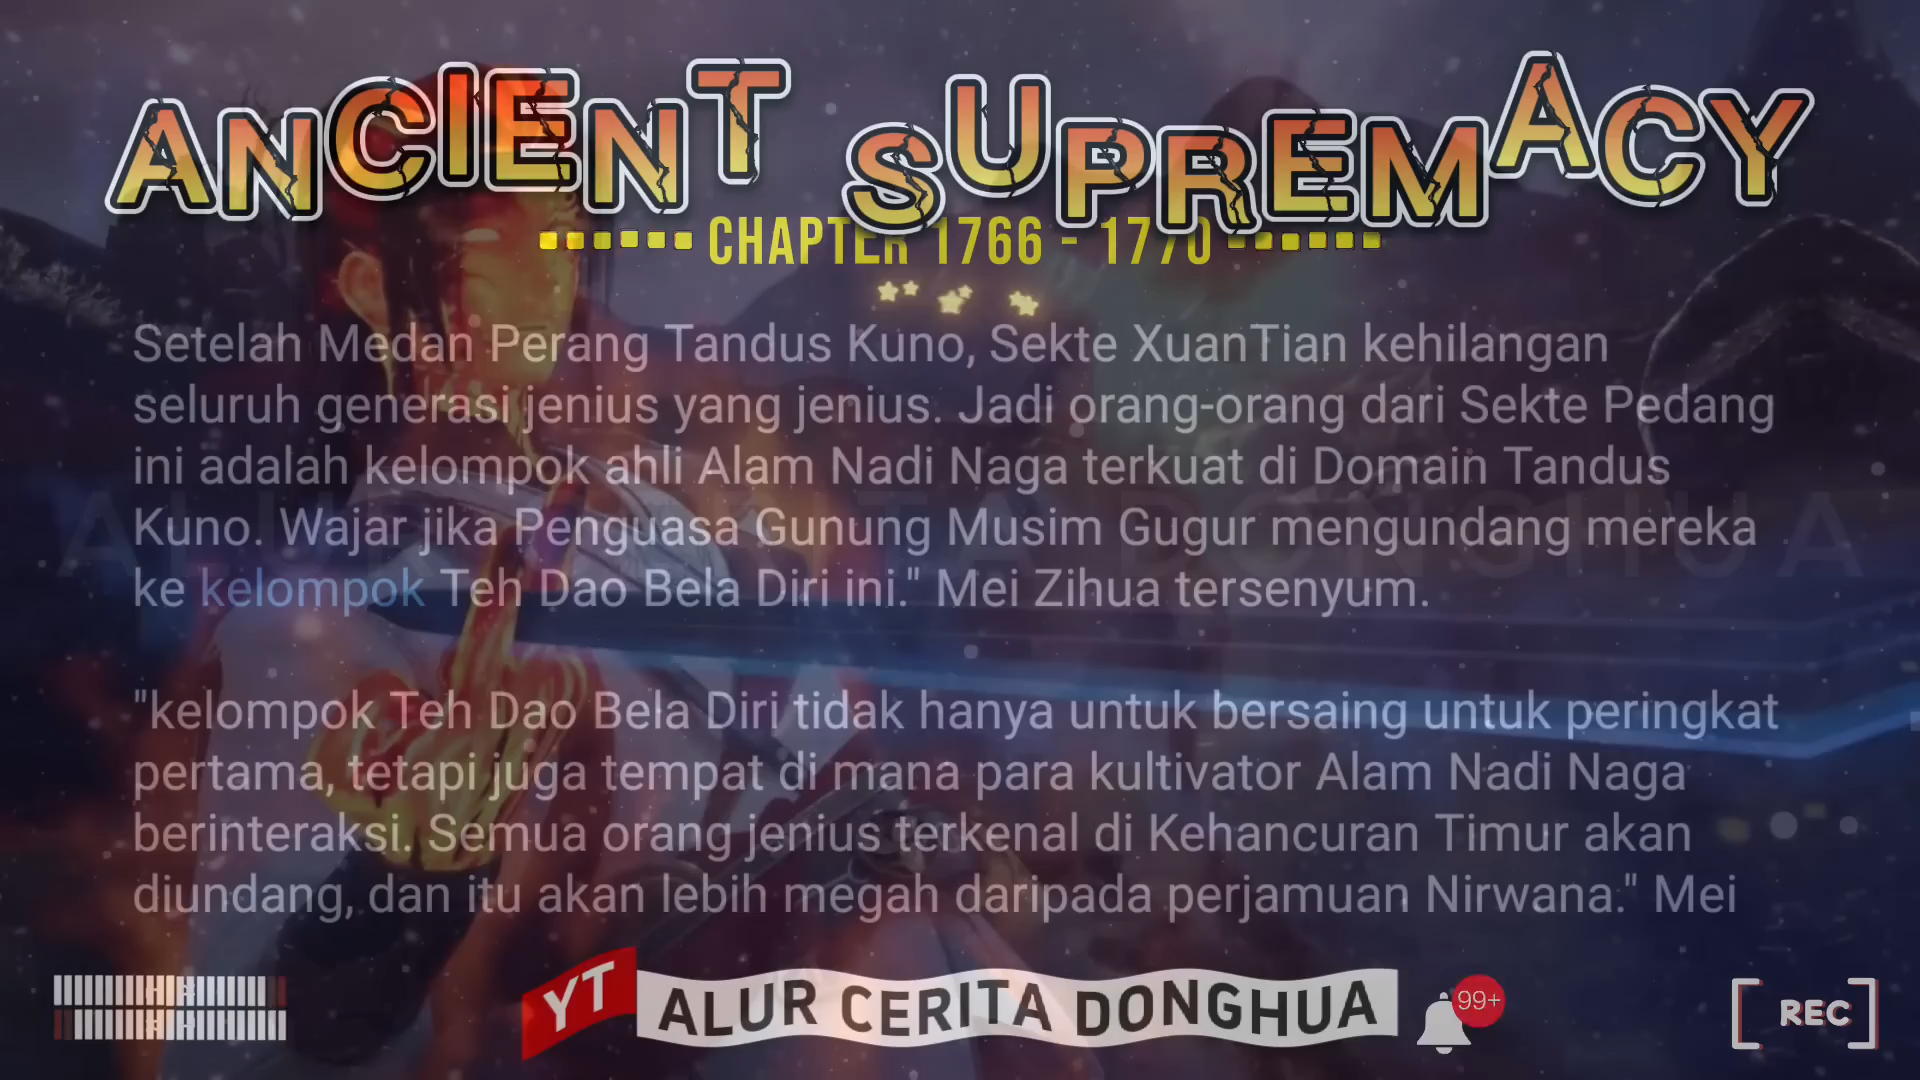 ANCIENT SUPREMACY
CHAPTER 1766 - 1770
Setelah Medan Perang Tandus Kuno, Sekte XuanTian kehilangan
seluruh generasi jenius yang jenius. Jadi orang-orang dari Sekte Pedang
ini adalah kelompok ahli Alam Nadi Naga terkuat di Domain Tandus
Kuno. Wajar jika Penguasa Gunung Musim Gugur mengundang mereka
ke kelompok Teh Dao Bela Diri ini." Mei Zihua tersenyum.
"kelompok Teh Dao Bela Diri tidak hanya untuk bersaing untuk peringkat
pertama, tetapi juga tempat di mana para kultivator Alam Nadi Naga
berinteraksi. Semua orang jenius terkenal di Kehancuran Timur akan
diundang, dan itu akan lebih megah daripada perjamuan Nirwana." Mei
ALUR CERITA DONGHUA
YT ALUR CERITA DONGHUA
99+
REC